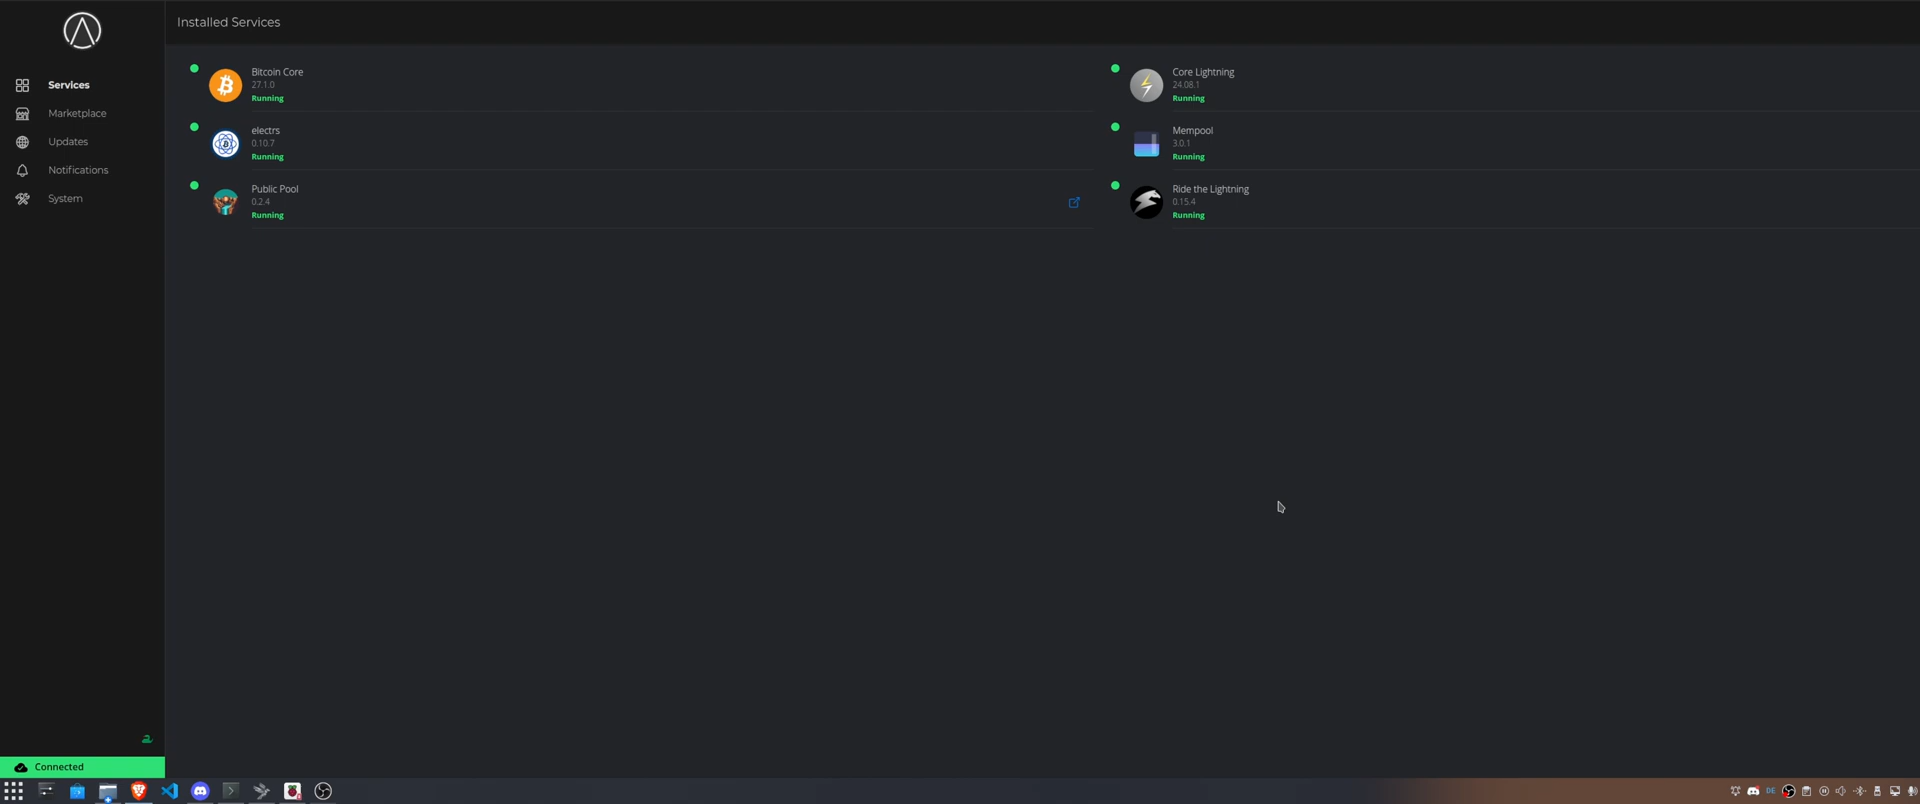 Installed Services
Services
Marketplace
Updates
Notifications
System
Bitcoin Core
27.1.0
Running
electrs
0.10.7
Running
Public Pool
0.2.4
Running
Core Lightning
24.08.1
Running
Mempool
3.0.1
Running
Ride the Lightning
0.15.4
Running
Connected
DE